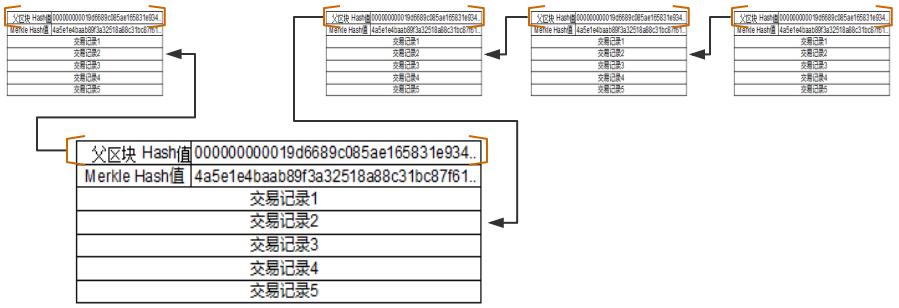 父区块 Hash值 000000000019d6689c085ae165831e934..
Merkle Hash值 4a5e1e4baab89f3a32518a88c31bc87f61..
交易记录1
交易记录2
交易记录3
交易记录4
交易记录5
父区块 Hash值 000000000019d6689c085ae165831e934..
Merkle Hash值 4a5e1e4baab89f3a32518a88c31bc87f61..
交易记录1
交易记录2
交易记录3
交易记录4
交易记录5
父区块 Hash值 000000000019d6689c085ae165831e934..
Merkle Hash值 4a5e1e4baab89f3a32518a88c31bc87f61..
交易记录1
交易记录2
交易记录3
交易记录4
交易记录5
父区块 Hash值 000000000019d6689c085ae165831e934..
Merkle Hash值 4a5e1e4baab89f3a32518a88c31bc87f61..
交易记录1
交易记录2
交易记录3
交易记录4
交易记录5
父区块 Hash值 000000000019d6689c085ae165831e934..
Merkle Hash值 4a5e1e4baab89f3a32518a88c31bc87f61..
交易记录1
交易记录2
交易记录3
交易记录4
交易记录5